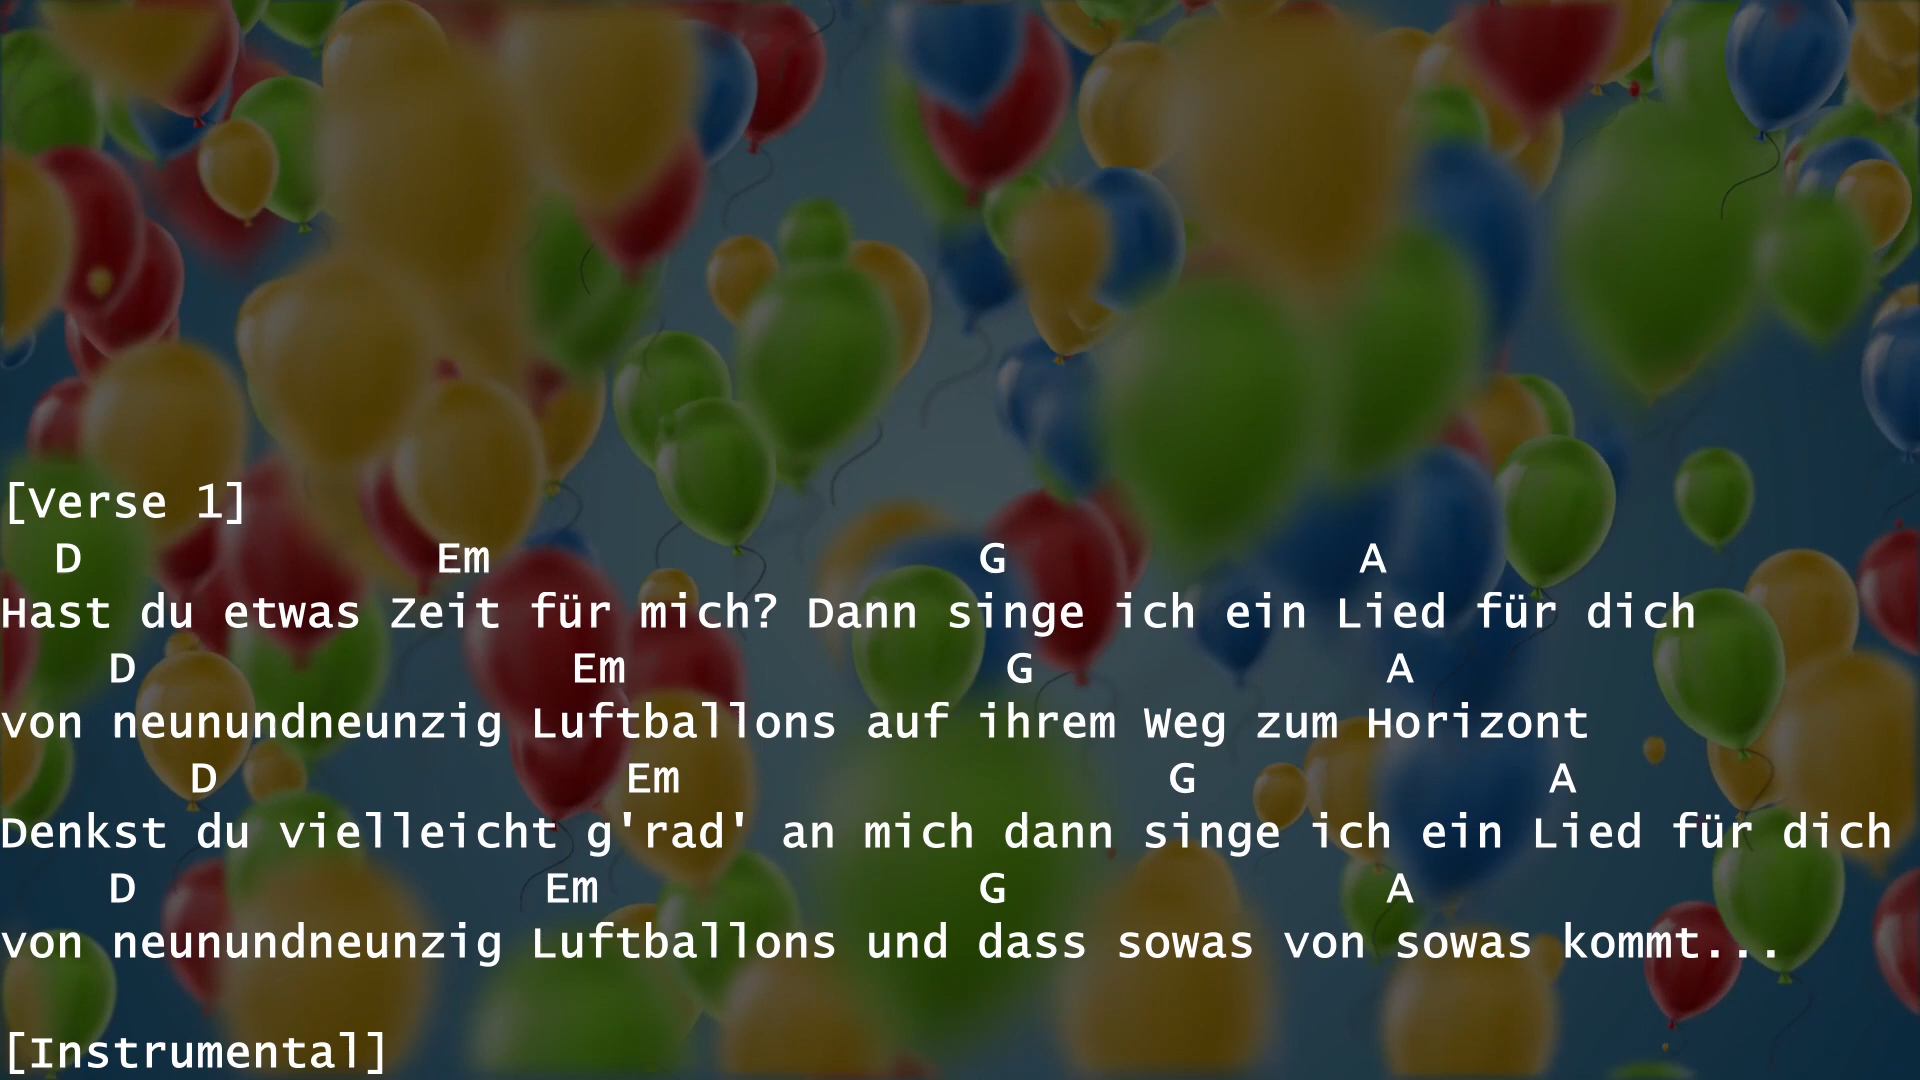 [Verse 1]
D Em G A
Hast du etwas Zeit für mich? Dann singe ich ein Lied für dich
D Em G A
von neunundneunzig Luftballons auf ihrem Weg zum Horizont
D Em G A
Denkst du vielleicht g'rad' an mich dann singe ich ein Lied für dich
D Em G A
von neunundneunzig Luftballons und dass sowas von sowas kommt...
[Instrumental]